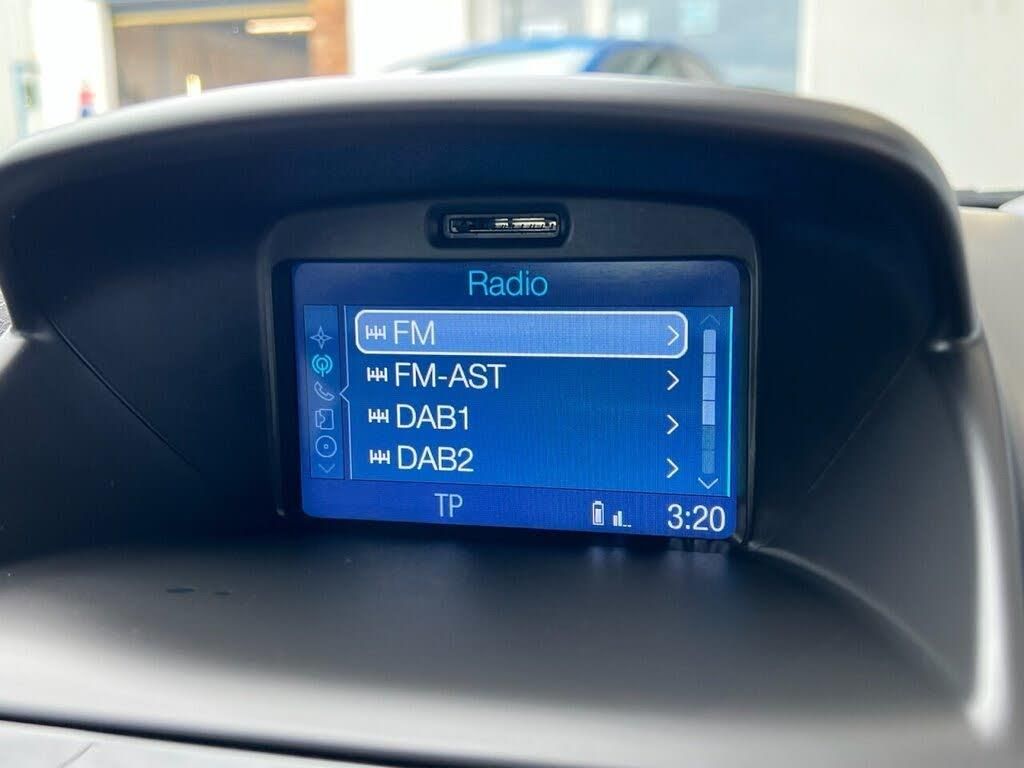 Radio
FM
FM-AST
DAB1
DAB2
TP 3:20